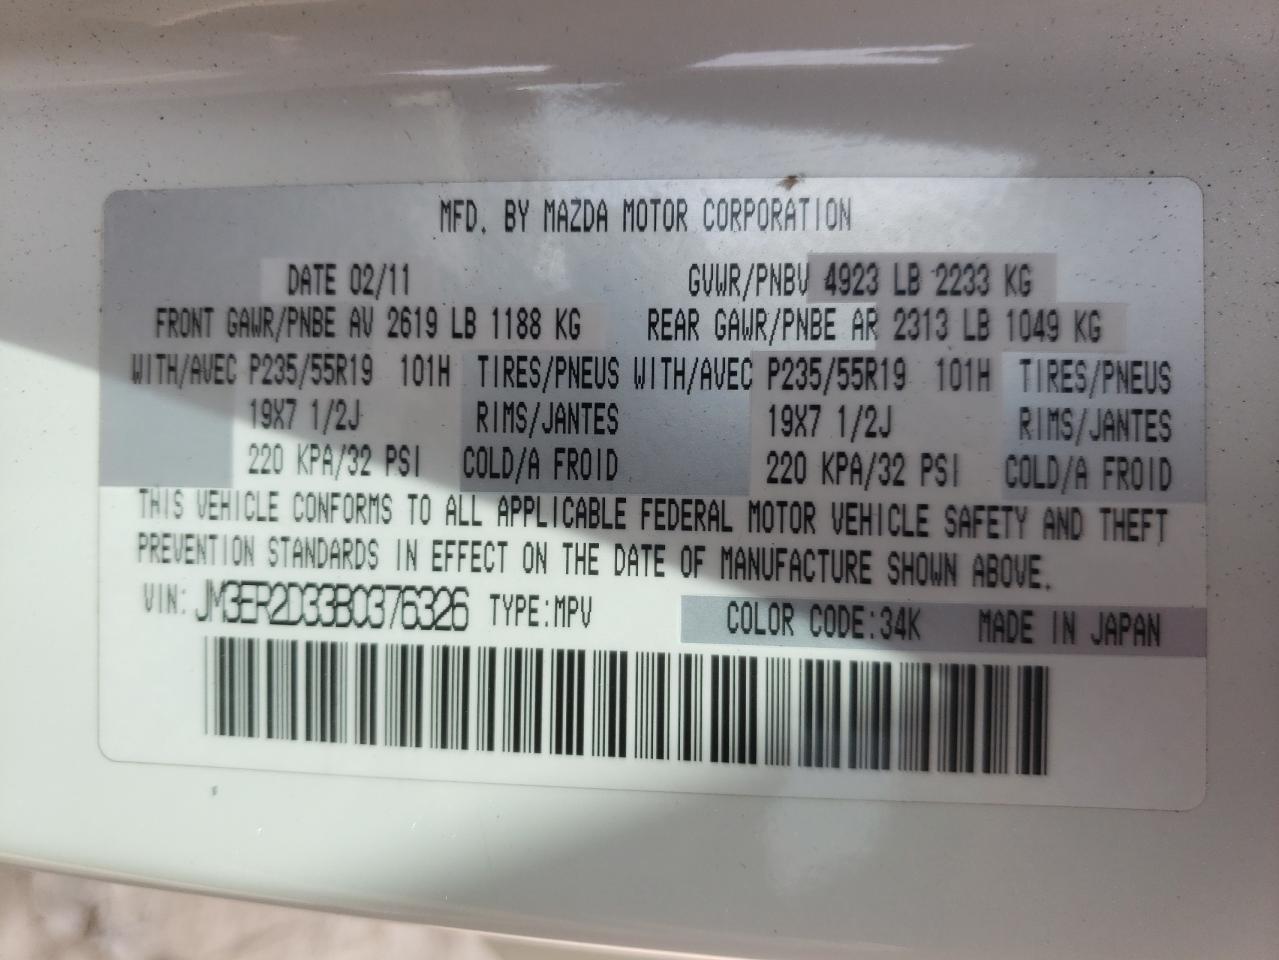 MFD. BY MAZDA MOTOR CORPORATION
DATE 02/11 GVWR/PNBV 4923 LB 2233 KG
FRONT GAWR/PNBE AV 2619 LB 1188 KG REAR GAWR/PNBE AR 2313 LB 1049 KG
WITH/AVEC P235/55R19 101H TIRES/PNEUS WITH/AVEC P235/55R19 101H TIRES/PNEUS
19X7 1/2J RIMS/JANTES 19X7 1/2J RIMS/JANTES
220 KPA/32 PSI COLD/A FROID 220 KPA/32 PSI COLD/A FROID
THIS VEHICLE CONFORMS TO ALL APPLICABLE FEDERAL MOTOR VEHICLE SAFETY AND THEFT
PREVENTION STANDARDS IN EFFECT ON THE DATE OF MANUFACTURE SHOWN ABOVE.
VIN: JM3ER2D33B0376326 TYPE:MPV COLOR CODE:34K MADE IN JAPAN